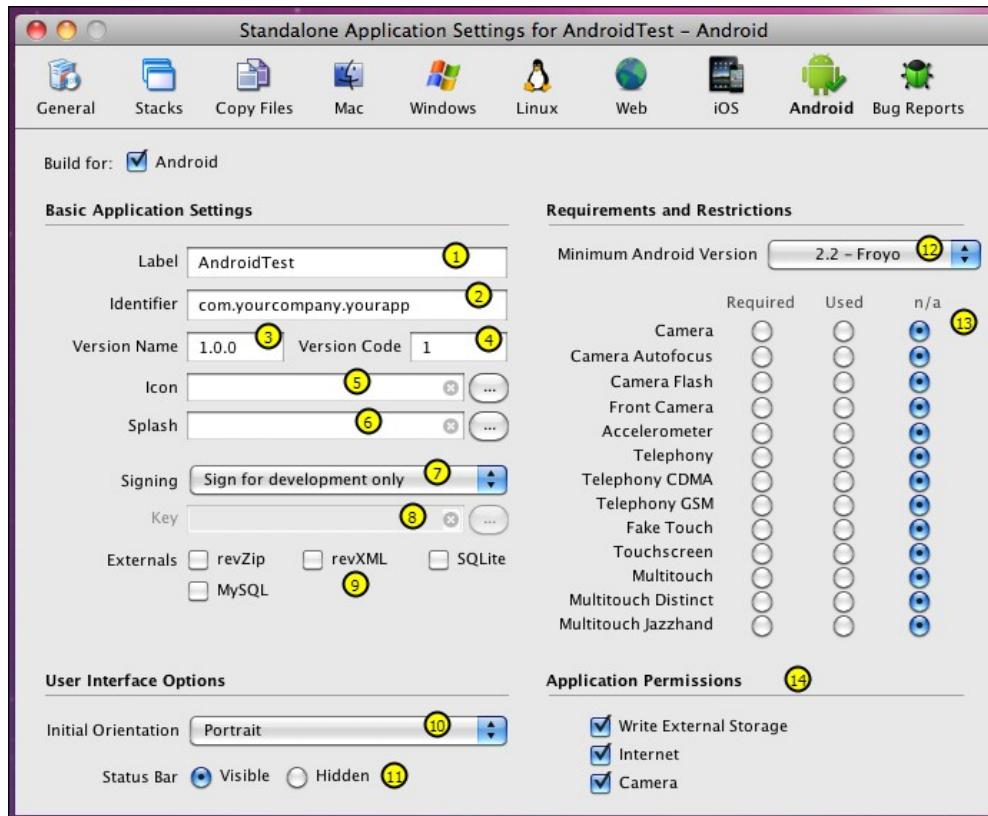 Standalone Application Settings for AndroidTest – Android
General Stacks Copy Files Mac Windows Linux Web iOS Android Bug Reports
Build for: Android
Basic Application Settings
Label AndroidTest 1
Identifier com.yourcompany.yourapp 2
Version Name 1.0.0 3 Version Code 1 4
Icon 5 ...
Splash 6 ...
Signing Sign for development only 7
Key 8 ...
Externals revZip revXML SQLite
MySQL 9
User Interface Options
Initial Orientation Portrait 10
Status Bar Visible Hidden 11
Requirements and Restrictions
Minimum Android Version 2.2 – Froyo 12
Required Used n/a
13
Camera
Camera Autofocus
Camera Flash
Front Camera
Accelerometer
Telephony
Telephony CDMA
Telephony GSM
Fake Touch
Touchscreen
Multitouch
Multitouch Distinct
Multitouch Jazzhand
Application Permissions 14
Write External Storage
Internet
Camera